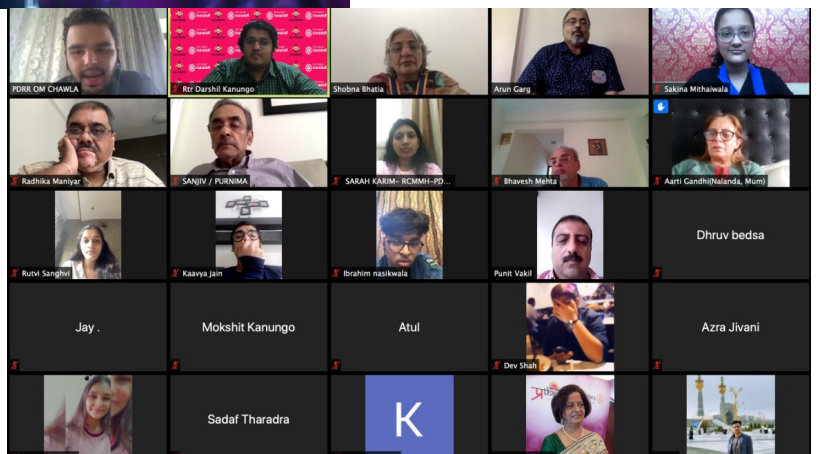 PDRR OM CHAWLA
Rtr Darshil Kanungo
Shobna Bhatia
Arun Garg
Sakina Mithaiwala
Radhika Maniyar
SANJIV / PURNIMA
SARAH KARIM- RCMMH-PD...
Bhavesh Mehta
Aarti Gandhi(Nalanda, Mum)
Rutvi Sanghvi
Kaavya jain
Ibrahim nasikwala
Punit Vakil
Dhruv bedsa
Jay .
Mokshit Kanungo
Atul
Dev Shah
Azra Jivani
Sadaf Tharadra
K